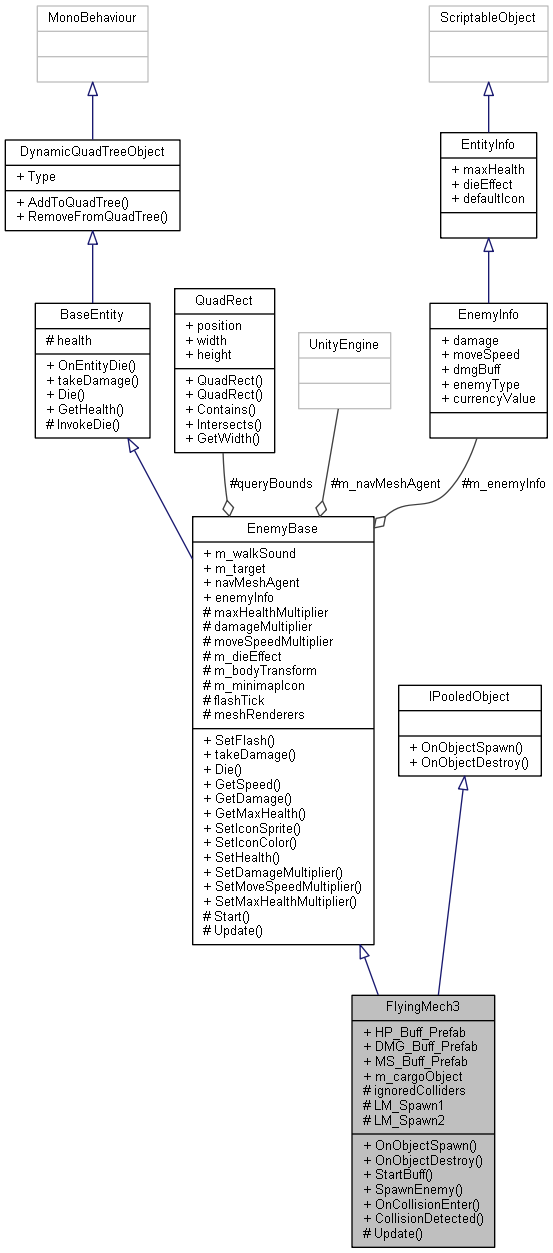 MonoBehaviour
ScriptableObject
DynamicQuadTreeObject
+ Type
+ AddToQuadTree()
+ RemoveFromQuadTree()
EntityInfo
+ maxHealth
+ dieEffect
+ defaultIcon
BaseEntity
# health
+ OnEntityDie()
+ takeDamage()
+ Die()
+ GetHealth()
# InvokeDie()
QuadRect
+ position
+ width
+ height
+ QuadRect()
+ QuadRect()
+ Contains()
+ Intersects()
+ GetWidth()
UnityEngine
EnemyInfo
+ damage
+ moveSpeed
+ dmgBuff
+ enemyType
+ currencyValue
#queryBounds
#m_navMeshAgent
#m_enemyInfo
EnemyBase
+ m_walkSound
+ m_target
+ navMeshAgent
+ enemyInfo
# maxHealthMultiplier
# damageMultiplier
# moveSpeedMultiplier
# m_dieEffect
# m_bodyTransform
# m_minimapIcon
# flashTick
# meshRenderers
+ SetFlash()
+ takeDamage()
+ Die()
+ GetSpeed()
+ GetDamage()
+ GetMaxHealth()
+ SetIconSprite()
+ SetIconColor()
+ SetHealth()
+ SetDamageMultiplier()
+ SetMoveSpeedMultiplier()
+ SetMaxHealthMultiplier()
# Start()
# Update()
IPooledObject
+ OnObjectSpawn()
+ OnObjectDestroy()
FlyingMech3
+ HP_Buff_Prefab
+ DMG_Buff_Prefab
+ MS_Buff_Prefab
+ m_cargoObject
# ignoredColliders
# LM_Spawn1
# LM_Spawn2
+ OnObjectSpawn()
+ OnObjectDestroy()
+ StartBuff()
+ SpawnEnemy()
+ OnCollisionEnter()
+ CollisionDetected()
# Update()